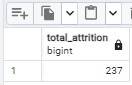 total_attrition
bigint
1 237